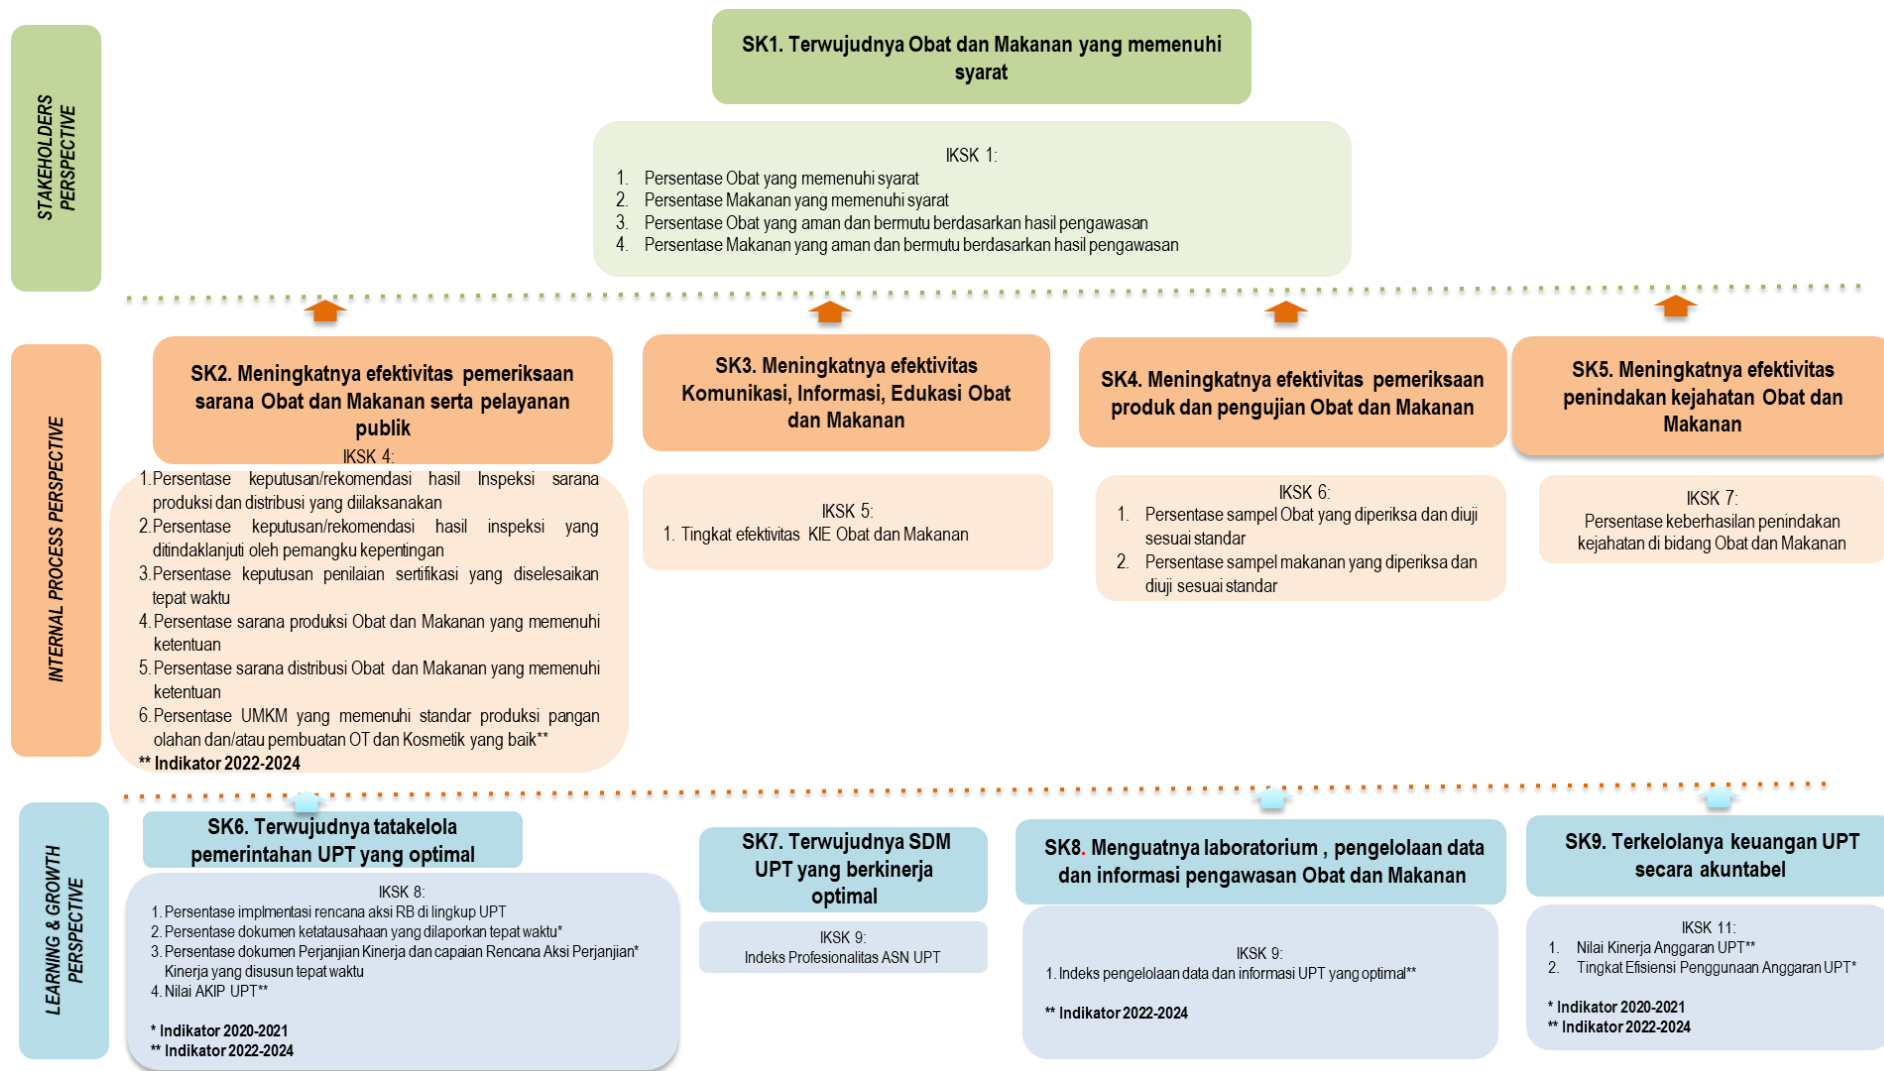 STAKEHOLDERS
PERSPECTIVE
SK1. Terwujudnya Obat dan Makanan yang memenuhi
syarat
IKSK 1:
1. Persentase Obat yang memenuhi syarat
2. Persentase Makanan yang memenuhi syarat
3. Persentase Obat yang aman dan bermutu berdasarkan hasil pengawasan
4. Persentase Makanan yang aman dan bermutu berdasarkan hasil pengawasan
INTERNAL PROCESS PERSPECTIVE
SK2. Meningkatnya efektivitas pemeriksaan
sarana Obat dan Makanan serta pelayanan
publik
IKSK 4:
1. Persentase keputusan/rekomendasi hasil Inspeksi sarana
produksi dan distribusi yang dilaksanakan
2. Persentase keputusan/rekomendasi hasil inspeksi yang
ditindaklanjuti oleh pemangku kepentingan
3. Persentase keputusan penilaian sertifikasi yang diselesaikan
tepat waktu
4. Persentase sarana produksi Obat dan Makanan yang memenuhi
ketentuan
5. Persentase sarana distribusi Obat dan Makanan yang memenuhi
ketentuan
6. Persentase UMKM yang memenuhi standar produksi pangan
olahan dan/atau pembuatan OT dan Kosmetik yang baik**
** Indikator 2022-2024
SK3. Meningkatnya efektivitas
Komunikasi, Informasi, Edukasi Obat
dan Makanan
IKSK 5:
1. Tingkat efektivitas KIE Obat dan Makanan
SK4. Meningkatnya efektivitas pemeriksaan
produk dan pengujian Obat dan Makanan
IKSK 6:
1. Persentase sampel Obat yang diperiksa dan diuji
sesuai standar
2. Persentase sampel makanan yang diperiksa dan
diuji sesuai standar
SK5. Meningkatnya efektivitas
penindakan kejahatan Obat dan
Makanan
IKSK 7:
Persentase keberhasilan penindakan
kejahatan di bidang Obat dan Makanan
LEARNING & GROWTH
PERSPECTIVE
SK6. Terwujudnya tatakelola
pemerintahan UPT yang optimal
IKSK 8:
1. Persentase implmentasi rencana aksi RB di lingkup UPT
2. Persentase dokumen ketatausahaan yang dilaporkan tepat waktu*
3. Persentase dokumen Perjanjian Kinerja dan capaian Rencana Aksi Perjanjian*
Kinerja yang disusun tepat waktu
4. Nilai AKIP UPT**
* Indikator 2020-2021
** Indikator 2022-2024
SK7. Terwujudnya SDM
UPT yang berkinerja
optimal
IKSK 9:
Indeks Profesionalitas ASN UPT
SK8. Menguatnya laboratorium , pengelolaan data
dan informasi pengawasan Obat dan Makanan
IKSK 9:
1. Indeks pengelolaan data dan informasi UPT yang optimal**
** Indikator 2022-2024
SK9. Terkelolanya keuangan UPT
secara akuntabel
IKSK 11:
1. Nilai Kinerja Anggaran UPT**
2. Tingkat Efisiensi Penggunaan Anggaran UPT*
* Indikator 2020-2021
** Indikator 2022-2024